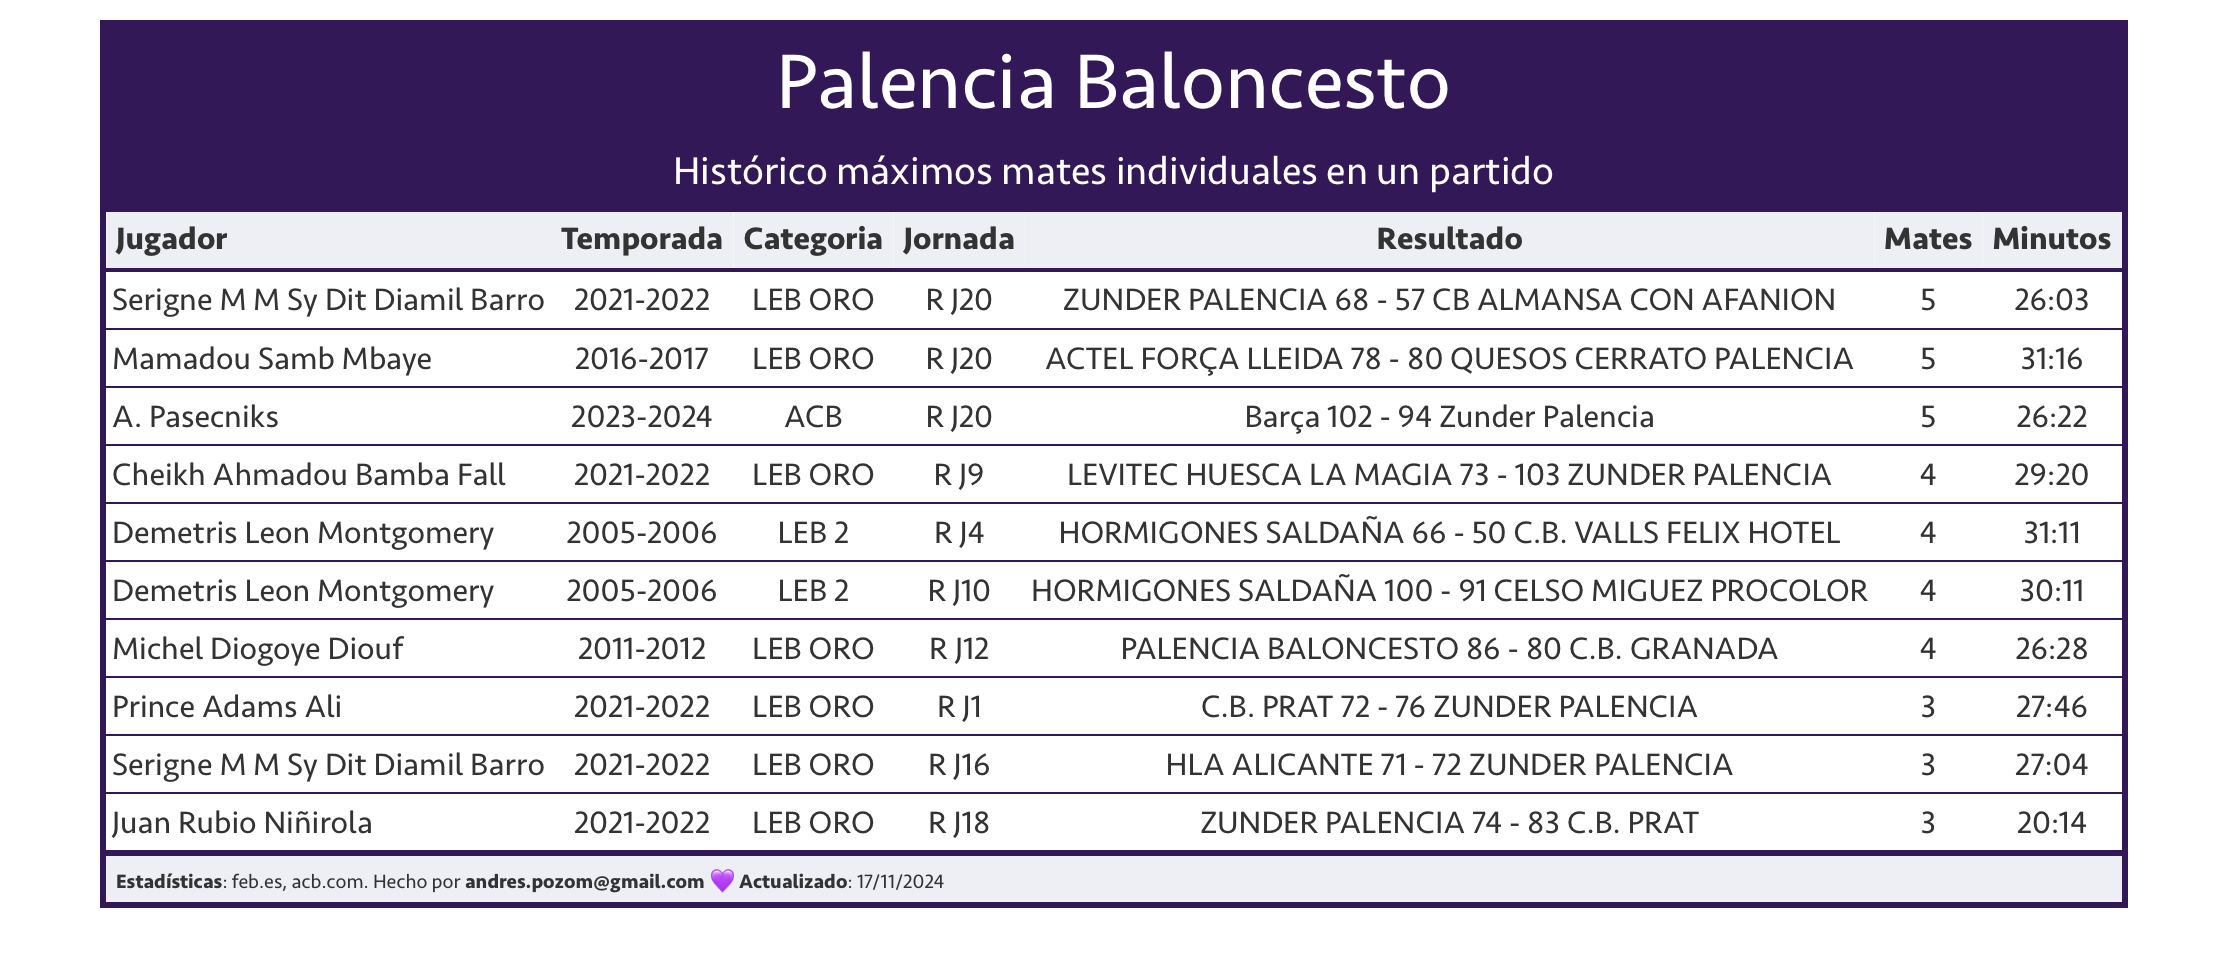 Palencia Baloncesto
Histórico máximos mates individuales en un partido
Jugador Temporada Categoria Jornada Resultado Mates Minutos
Serigne M M Sy Dit Diamil Barro 2021-2022 LEB ORO R J20 ZUNDER PALENCIA 68 - 57 CB ALMANSA CON AFANION 5 26:03
Mamadou Samb Mbaye 2016-2017 LEB ORO R J20 ACTEL FORÇA LLEIDA 78 - 80 QUESOS CERRATO PALENCIA 5 31:16
A. Pasecniks 2023-2024 ACB R J20 Barça 102 - 94 Zunder Palencia 5 26:22
Cheikh Ahmadou Bamba Fall 2021-2022 LEB ORO R J9 LEVITEC HUESCA LA MAGIA 73 - 103 ZUNDER PALENCIA 4 29:20
Demetris Leon Montgomery 2005-2006 LEB 2 R J4 HORMIGONES SALDAÑA 66 - 50 C.B. VALLS FELIX HOTEL 4 31:11
Demetris Leon Montgomery 2005-2006 LEB 2 R J10 HORMIGONES SALDAÑA 100 - 91 CELSO MIGUEZ PROCOLOR 4 30:11
Michel Diogoye Diouf 2011-2012 LEB ORO R J12 PALENCIA BALONCESTO 86 - 80 C.B. GRANADA 4 26:28
Prince Adams Ali 2021-2022 LEB ORO R J1 C.B. PRAT 72 - 76 ZUNDER PALENCIA 3 27:46
Serigne M M Sy Dit Diamil Barro 2021-2022 LEB ORO R J16 HLA ALICANTE 71 - 72 ZUNDER PALENCIA 3 27:04
Juan Rubio Niñirola 2021-2022 LEB ORO R J18 ZUNDER PALENCIA 74 - 83 C.B. PRAT 3 20:14
Estadísticas: feb.es, acb.com. Hecho por andres.pozom@gmail.com 💜 Actualizado: 17/11/2024